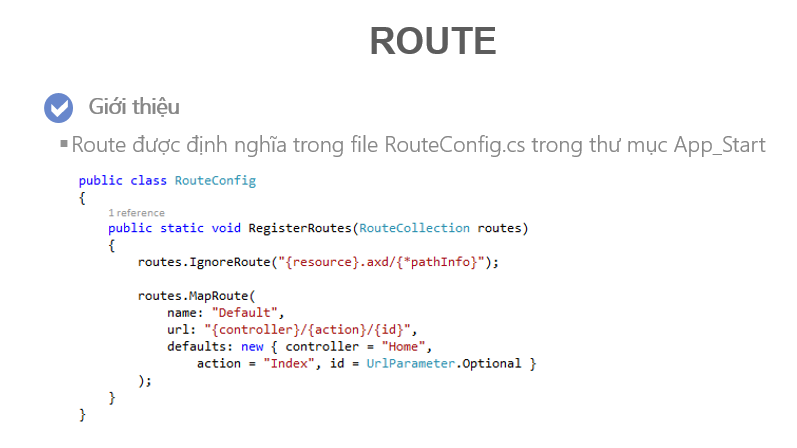 ROUTE
Giới thiệu
▪Route được định nghĩa trong file RouteConfig.cs trong thư mục App_Start
public class RouteConfig
{
1 reference
public static void RegisterRoutes(RouteCollection routes)
{
routes.IgnoreRoute("{resource}.axd/{*pathInfo}");
routes.MapRoute(
name: "Default",
url: "{controller}/{action}/{id}",
defaults: new { controller = "Home",
action = "Index", id = UrlParameter.Optional }
);
}
}